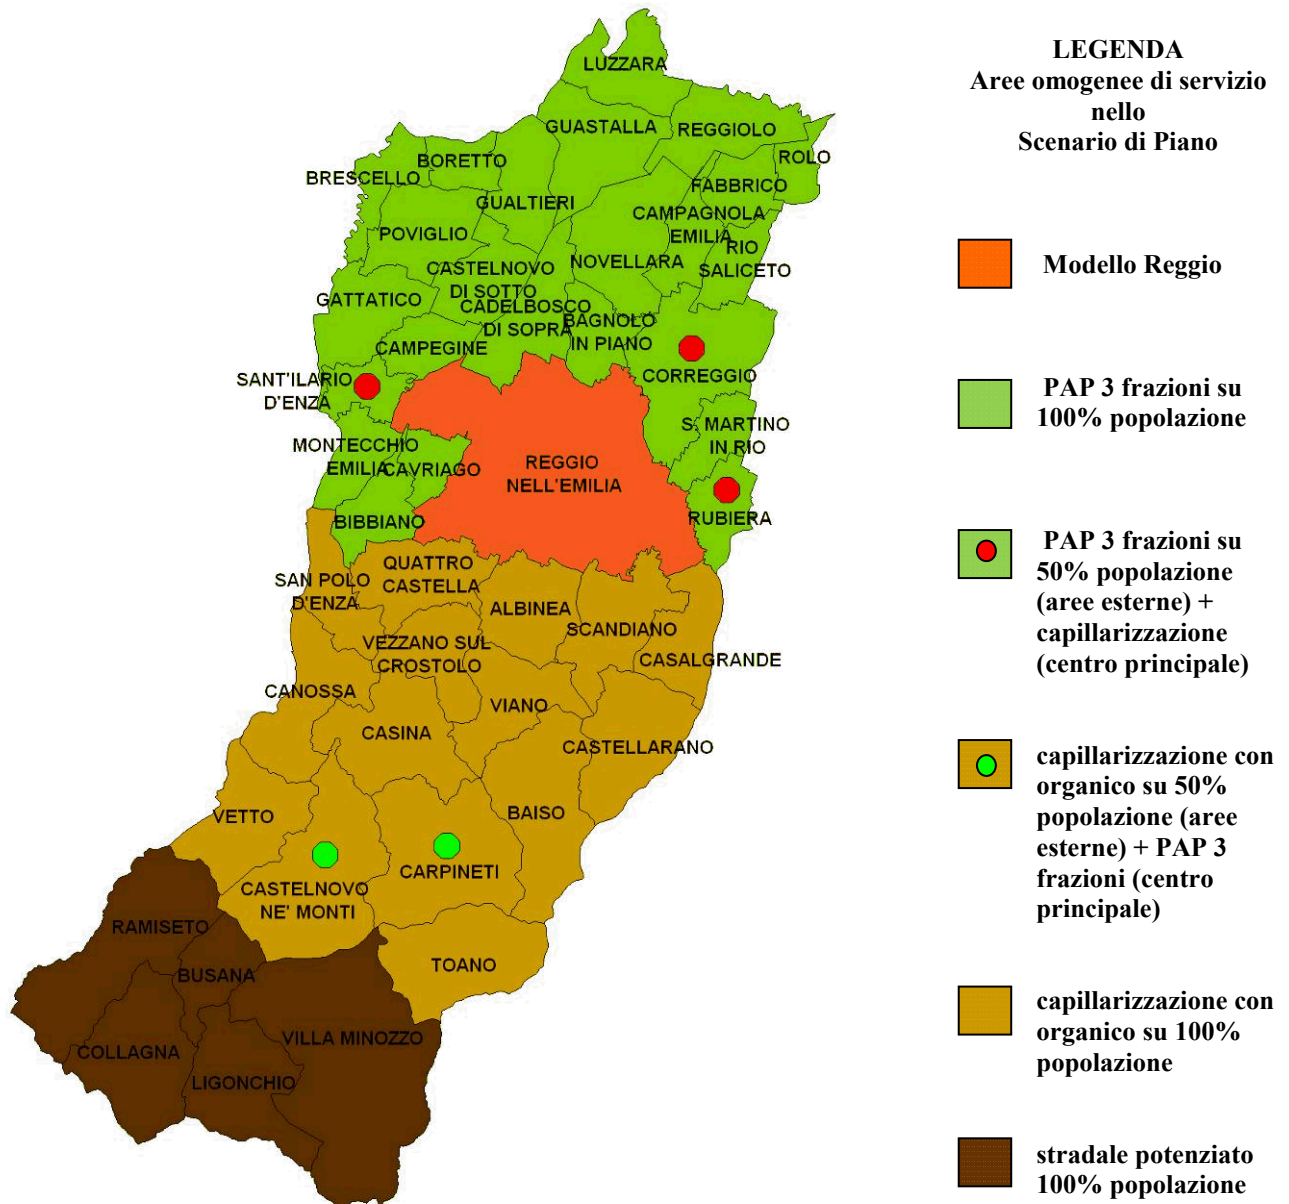 LUZZARA
GUASTALLA
REGGIOLO
ROLO
BORETTO
BRESCELLO
FABBRICO
GUALTIERI
CAMPAGNOLA
EMILIA
POVIGLIO
RIO
SALICETO
NOVELLARA
CASTELNOVO
DI SOTTO
GATTATICO
CADELBOSCO
DI SOPRA
BAGNOLO
IN PIANO
CAMPEGINE
CORREGGIO
SANT'ILARIO
D'ENZA
S. MARTINO
IN RIO
MONTECCHIO
EMILIA
CAVRIAGO
REGGIO
NELL'EMILIA
RUBIERA
BIBBIANO
QUATTRO
CASTELLA
SAN POLO
D'ENZA
ALBINEA
SCANDIANO
VEZZANO SUL
CROSTOLO
CASALGRANDE
CANOSSA
VIANO
CASINA
CASTELLARANO
VETTO
BAISO
CARPINETI
CASTELNOVO
NE' MONTI
RAMISETO
TOANO
BUSANA
VILLA MINOZZO
COLLAGNA
LIGONCHIO
LEGENDA
Aree omogenee di servizio
nello
Scenario di Piano
Modello Reggio
PAP 3 frazioni su
100% popolazione
PAP 3 frazioni su
50% popolazione
(aree esterne) +
capillarizzazione
(centro principale)
capillarizzazione con
organico su 50%
popolazione (aree
esterne) + PAP 3
frazioni (centro
principale)
capillarizzazione con
organico su 100%
popolazione
stradale potenziato
100% popolazione